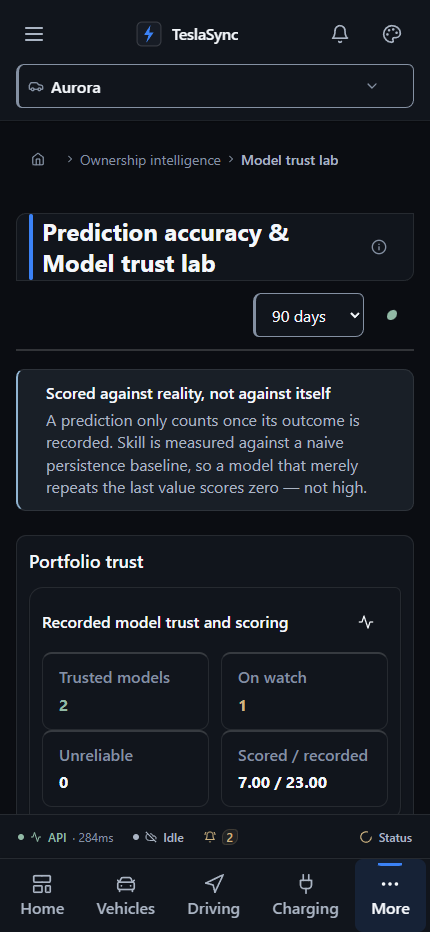 TeslaSync
Aurora
Ownership intelligence
Model trust lab
Prediction accuracy &
Model trust lab
90 days
Scored against reality, not against itself
A prediction only counts once its outcome is
recorded. Skill is measured against a naive
persistence baseline, so a model that merely
repeats the last value scores zero — not high.
Portfolio trust
Recorded model trust and scoring
Trusted models
2
On watch
1
Unreliable
0
Scored / recorded
7.00 / 23.00
API · 284ms
Idle
2
Status
Home
Vehicles
Driving
Charging
More